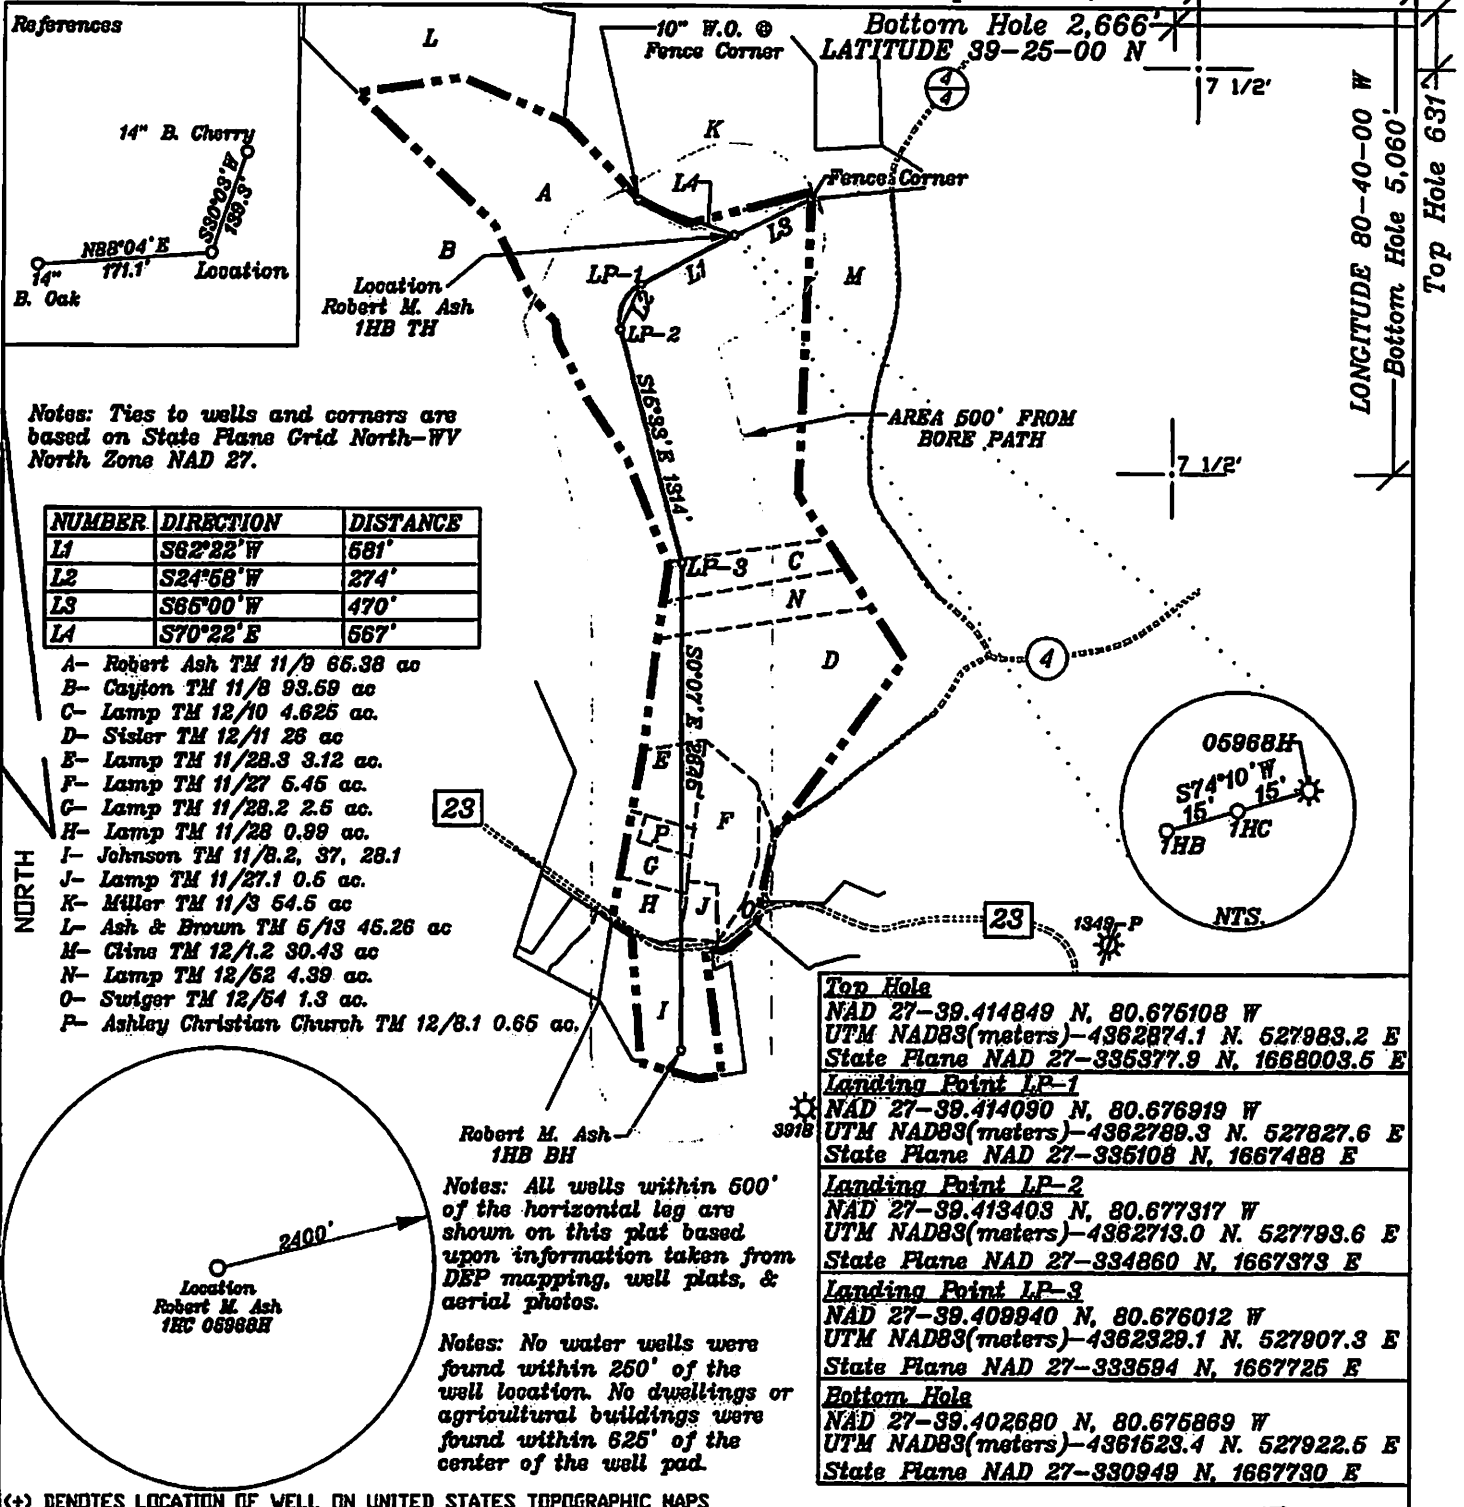 References
14" B. Cherry
S30°03'W
139.3'
N88°04'E
171.1'
Location
14"
B. Oak
L
10" W.O. @
Fence Corner
Bottom Hole 2,666'
LATITUDE 39-25-00 N
4
4
7 1/2'
LONGITUDE 80-40-00 W
Bottom Hole 5,060'
Top Hole 631'
K
A
L4
Fence Corner
L3
B
M
LP-1
L1
L2
LP-2
Location
Robert M. Ash
1HB TH
S15°33'E 1314'
AREA 500' FROM
BORE PATH
7 1/2'
Notes: Ties to wells and corners are
based on State Plane Grid North-WV
North Zone NAD 27.
NUMBER DIRECTION DISTANCE
L1 S62°22'W 581'
L2 S24°58'W 274'
L3 S65°00'W 470'
L4 S70°22'E 567'
LP-3
C
N
D
4
S0°07'E 2645
A- Robert Ash TM 11/9 65.38 ac
B- Cayton TM 11/8 93.59 ac
C- Lamp TM 12/10 4.625 ac.
D- Sisler TM 12/11 26 ac
E- Lamp TM 11/28.3 3.12 ac.
F- Lamp TM 11/27 5.45 ac.
G- Lamp TM 11/28.2 2.5 ac.
H- Lamp TM 11/28 0.99 ac.
I- Johnson TM 11/8.2, 37, 28.1
J- Lamp TM 11/27.1 0.5 ac.
K- Miller TM 11/3 54.5 ac
L- Ash & Brown TM 5/13 45.26 ac
M- Cline TM 12/1.2 30.43 ac
N- Lamp TM 12/52 4.39 ac.
O- Swiger TM 12/54 1.3 ac.
P- Ashley Christian Church TM 12/8.1 0.65 ac.
NORTH
23
E
F
P
G
H
J
O
I
23
1349-P
05968H
S74°10'W
15'
15'
1HC
1HB
NTS.
Robert M. Ash
1HB BH
3918
2400'
Location
Robert M. Ash
1HC 05968H
Notes: All wells within 500'
of the horizontal leg are
shown on this plat based
upon information taken from
DEP mapping, well plats, &
aerial photos.
Notes: No water wells were
found within 250' of the
well location. No dwellings or
agricultural buildings were
found within 625' of the
center of the well pad.
Top Hole
NAD 27-39.414849 N, 80.675108 W
UTM NAD83(meters)-4362874.1 N. 527983.2 E
State Plane NAD 27-335377.9 N, 1668003.5 E
Landing Point LP-1
NAD 27-39.414090 N, 80.676919 W
UTM NAD83(meters)-4362789.3 N. 527827.6 E
State Plane NAD 27-335108 N, 1667488 E
Landing Point LP-2
NAD 27-39.413403 N, 80.677317 W
UTM NAD83(meters)-4362713.0 N. 527793.6 E
State Plane NAD 27-334860 N, 1667373 E
Landing Point LP-3
NAD 27-39.409940 N, 80.676012 W
UTM NAD83(meters)-4362329.1 N. 527907.3 E
State Plane NAD 27-333594 N, 1667725 E
Bottom Hole
NAD 27-39.402680 N, 80.675869 W
UTM NAD83(meters)-4361523.4 N. 527922.5 E
State Plane NAD 27-330949 N, 1667730 E
(+) DENOTES LOCATION OF WELL ON UNITED STATES TOPOGRAPHIC MAPS